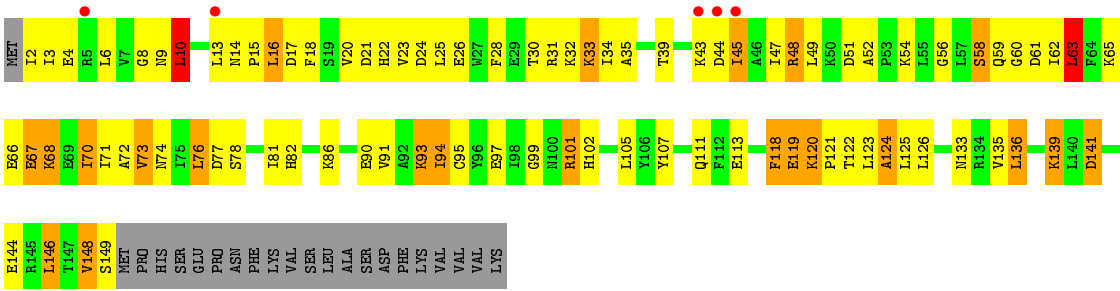 MET I2 I3 E4 R5 L6 V7 G8 N9 L10 L13 N14 P15 L16 D17 F18 S19 V20 D21 H22 V23 D24 L25 E26 W27 F28 E29 T30 R31 K32 K33 I34 A35 T39 K43 D44 I45 A46 I47 R48 L49 K50 D51 A52 P53 K54 L55 G56 L57 S58 Q59 G60 D61 I62 L63 F64 K65
E66 E67 K68 E69 I70 I71 A72 V73 N74 I75 L76 D77 S78 I81 H82 K86 E90 V91 A92 K93 I94 C95 Y96 E97 I98 G99 N100 R101 H102 L105 Y106 Y107 Q111 F112 E113 F118 E119 K120 P121 T122 L123 A124 L125 L126 N133 R134 V135 L136 K139 L140 D141
E144 R145 L146 T147 V148 S149 MET PRO HIS SER GLU PRO ASN PHE LYS VAL SER LEU ALA SER ASP PHE LYS VAL VAL VAL LYS